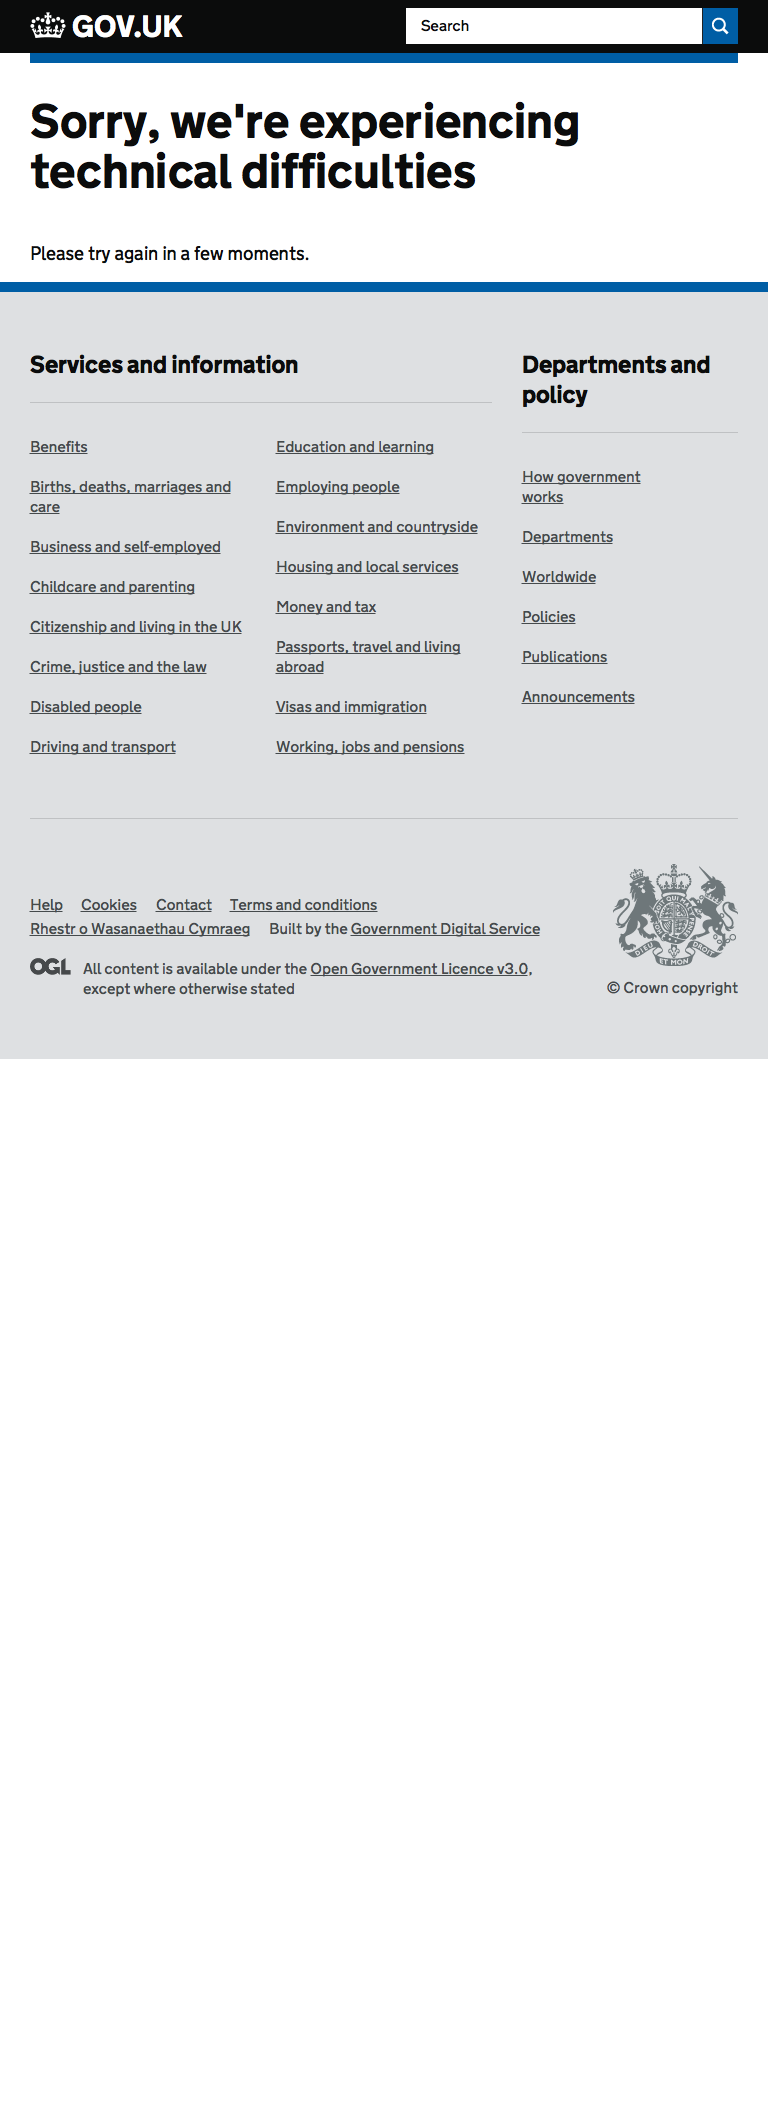 GOV.UK
Search
Sorry, we're experiencing
technical difficulties
Please try again in a few moments.
Services and information
Benefits
Births, deaths, marriages and
care
Business and self-employed
Childcare and parenting
Citizenship and living in the UK
Crime, justice and the law
Disabled people
Driving and transport
Education and learning
Employing people
Environment and countryside
Housing and local services
Money and tax
Passports, travel and living
abroad
Visas and immigration
Working, jobs and pensions
Departments and
policy
How government
works
Departments
Worldwide
Policies
Publications
Announcements
Help Cookies Contact Terms and conditions
Rhestr o Wasanaethau Cymraeg Built by the Government Digital Service
OGL All content is available under the Open Government Licence v3.0,
except where otherwise stated
DIEU ET MON DROIT
© Crown copyright